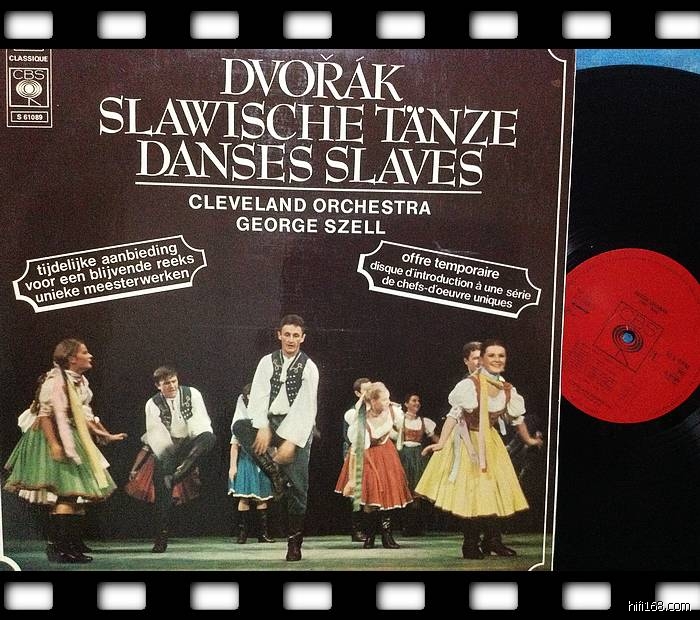 CLASSIQUE
CBS
S 61089
DVOŘÁK
SLAWISCHE TÄNZE
DANSES SLAVES
CLEVELAND ORCHESTRA
GEORGE SZELL
tijdelijke aanbieding
voor een blijvende reeks
unieke meesterwerken
offre temporaire
disque d'introduction à une série
de chefs-d'oeuvre uniques
CBS
hifi168.com